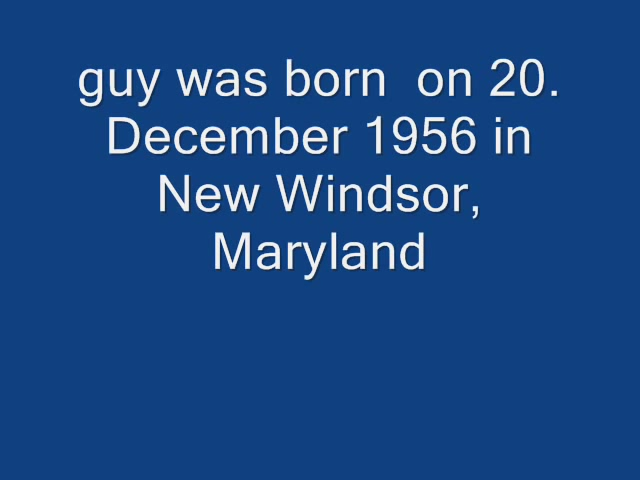 guy was born  on 20.
December 1956 in
New Windsor,
Maryland